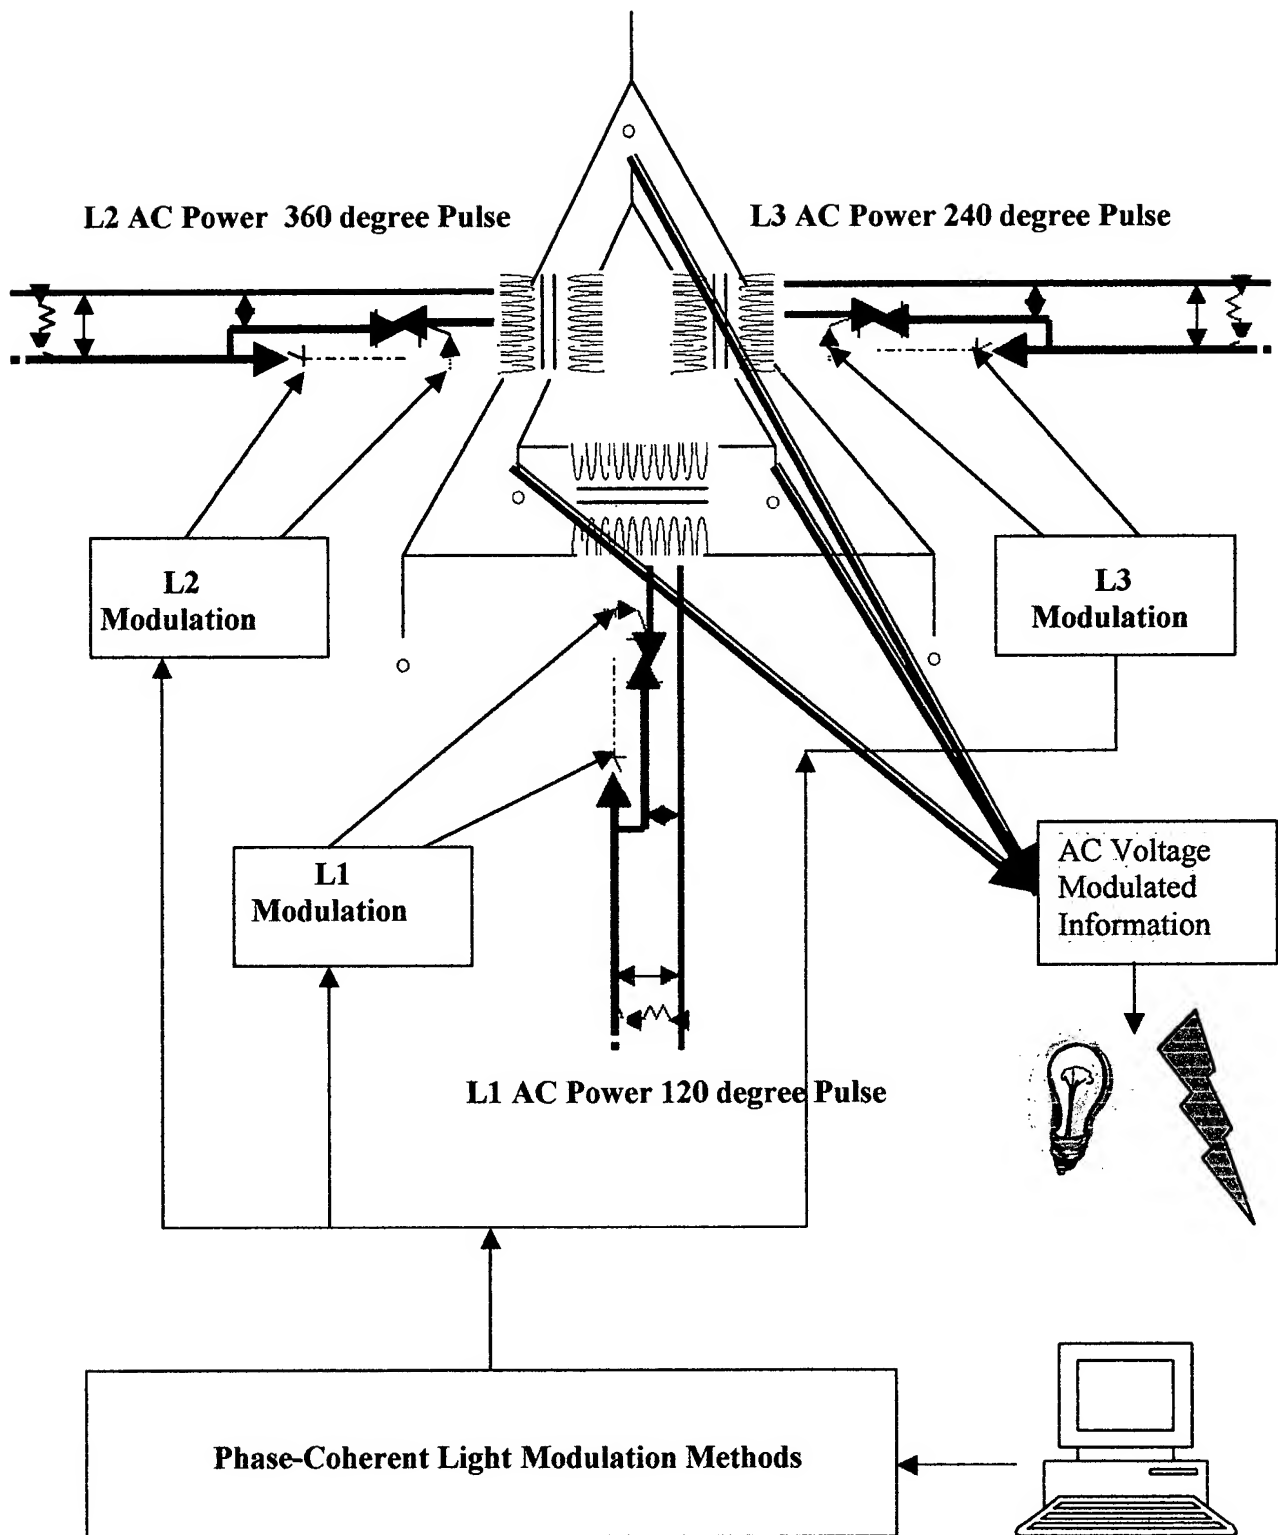 L2 AC Power 360 degree Pulse
L3 AC Power 240 degree Pulse
L2
Modulation
L3
Modulation
L1
Modulation
AC Voltage
Modulated
Information
L1 AC Power 120 degree Pulse
Phase-Coherent Light Modulation Methods